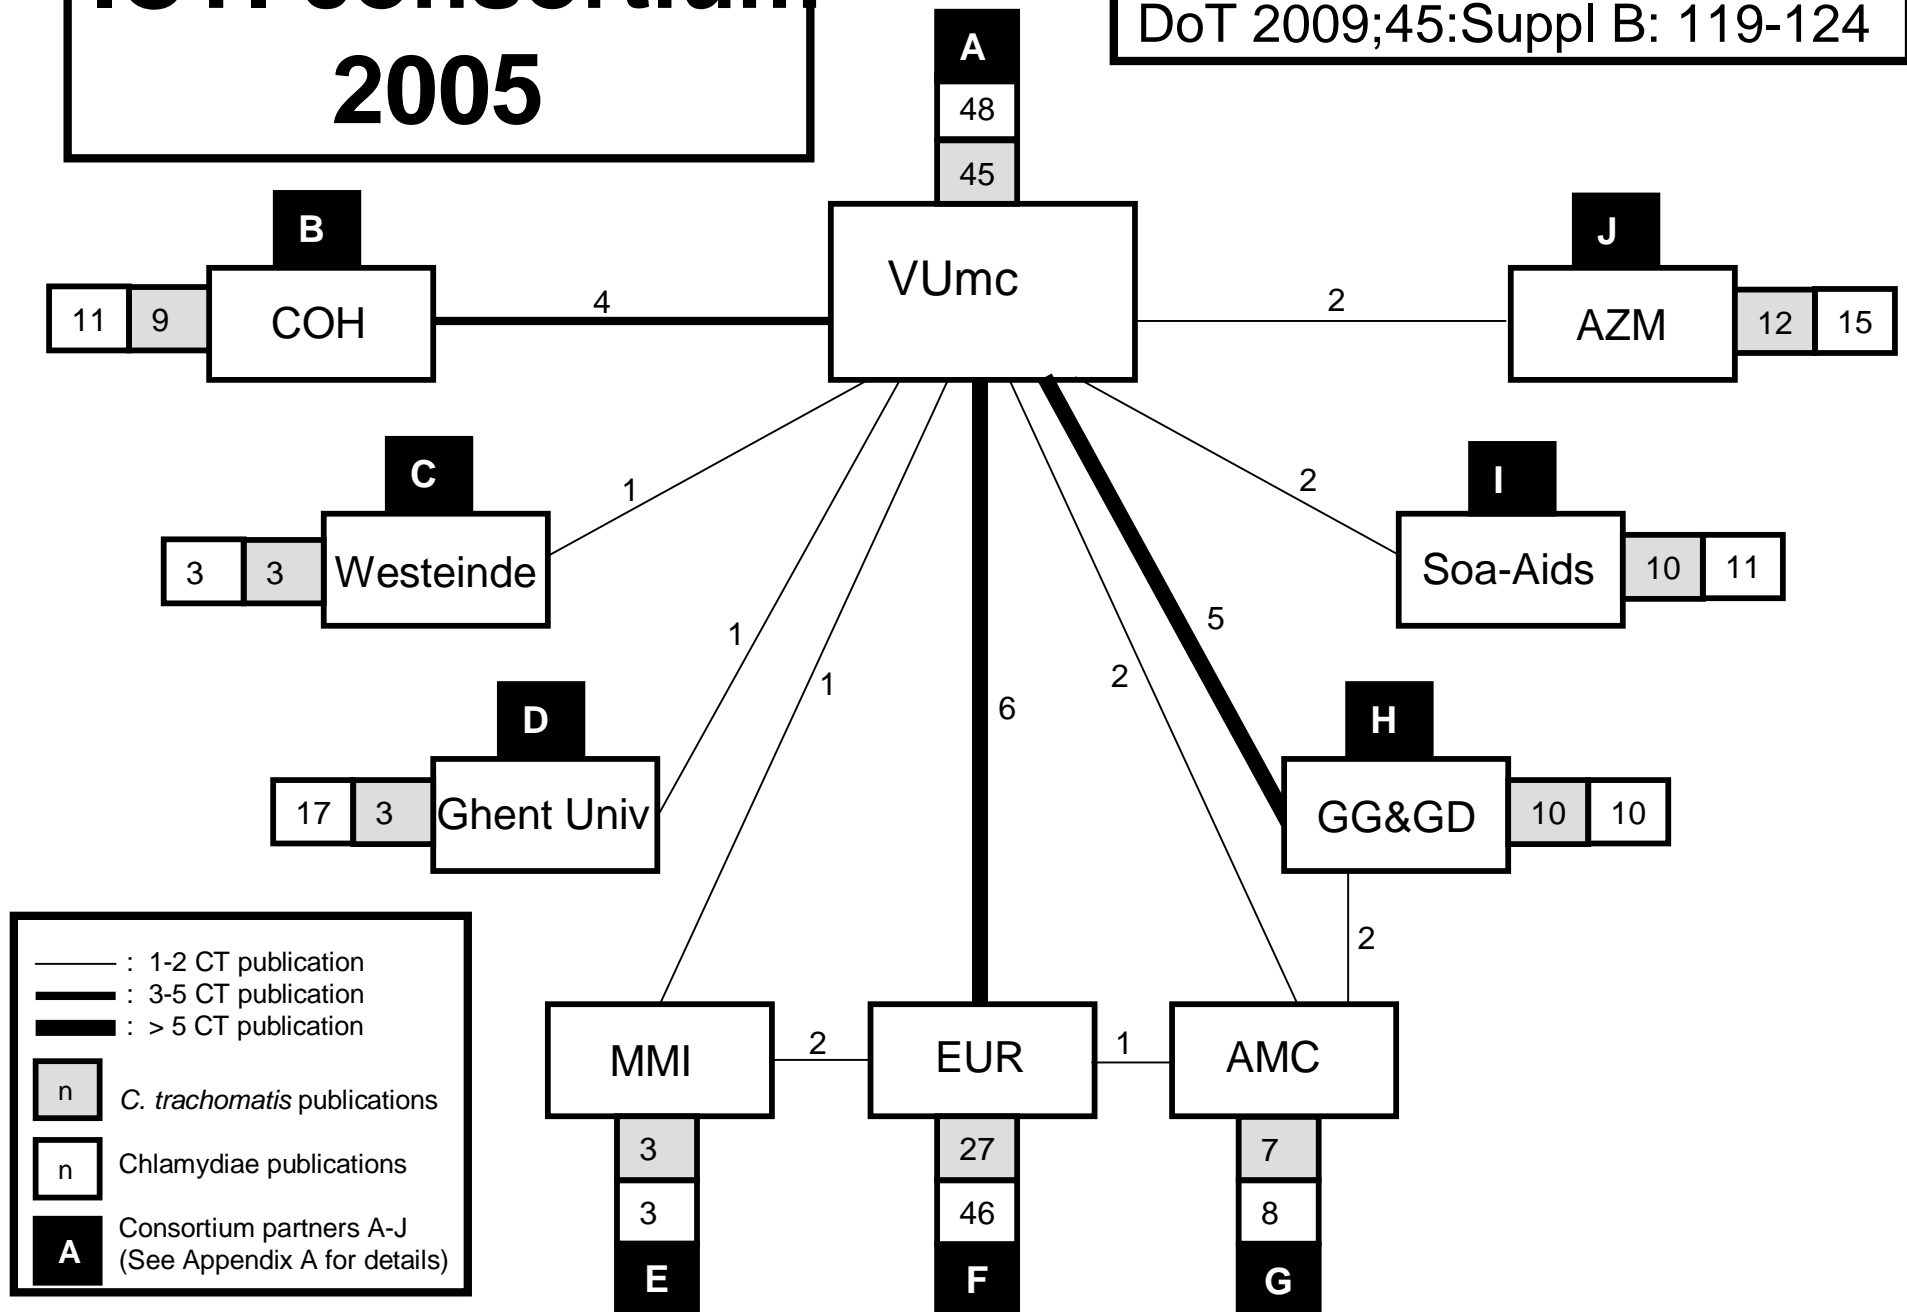 consortium
2005
DoT 2009;45:Suppl B: 119-124
A
48
45
VUmc
B
11
9
COH
4
2
J
AZM
12
15
C
3
3
Westeinde
1
2
I
Soa-Aids
10
11
1
1
6
2
5
D
17
3
Ghent Univ
H
GG&GD
10
10
2
MMI
2
EUR
1
AMC
3
3
E
27
46
F
7
8
G
: 1-2 CT publication
: 3-5 CT publication
: > 5 CT publication
n
C. trachomatis publications
n
Chlamydiae publications
A
Consortium partners A-J
(See Appendix A for details)